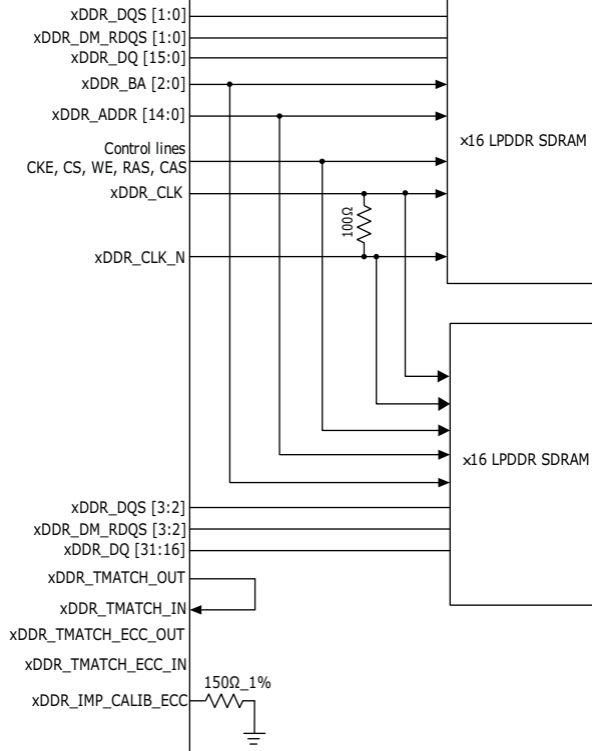 xDDR_DQS [1:0]
xDDR_DM_RDQS [1:0]
xDDR_DQ [15:0]
xDDR_BA [2:0]
xDDR_ADDR [14:0]
x16 LPDDR SDRAM
Control lines
CKE, CS, WE, RAS, CAS
xDDR_CLK
100Ω
xDDR_CLK_N
x16 LPDDR SDRAM
xDDR_DQS [3:2]
xDDR_DM_RDQS [3:2]
xDDR_DQ [31:16]
xDDR_TMATCH_OUT
xDDR_TMATCH_IN
xDDR_TMATCH_ECC_OUT
xDDR_TMATCH_ECC_IN
150Ω_1%
xDDR_IMP_CALIB_ECC